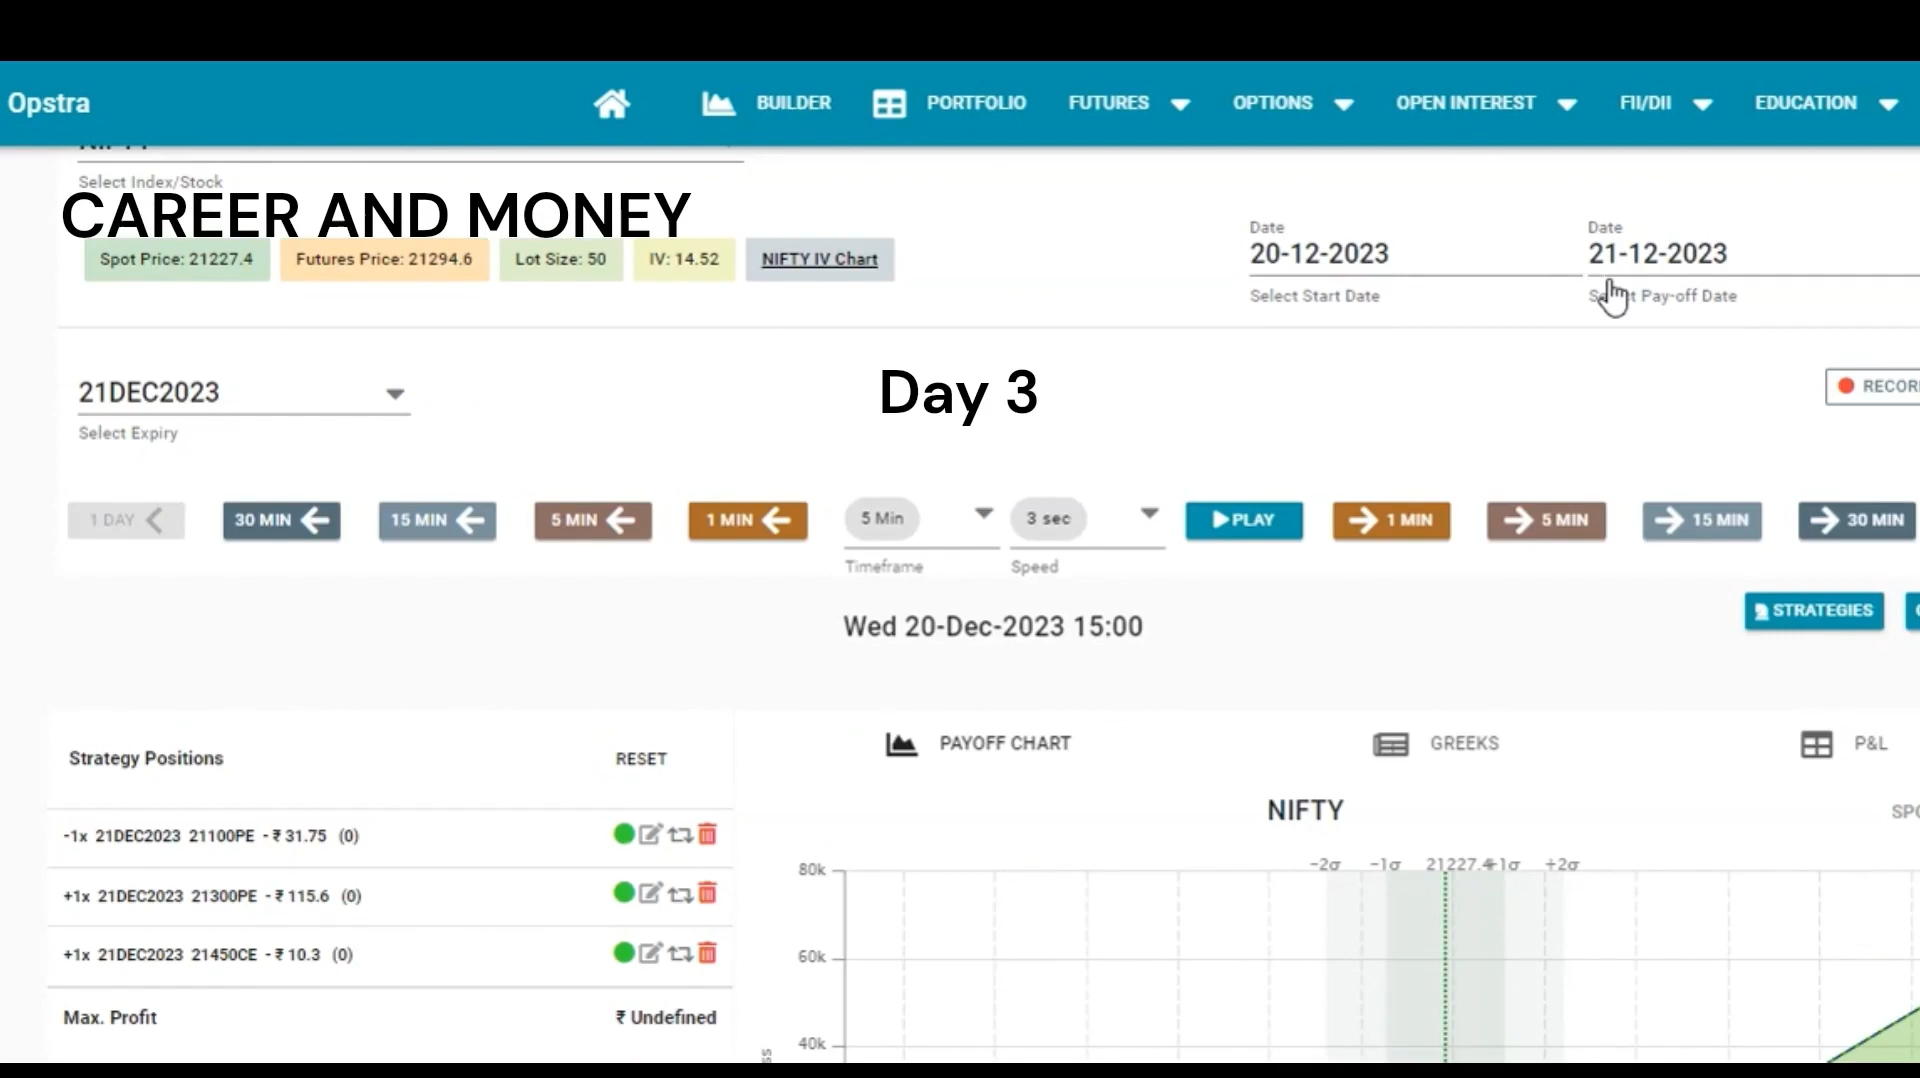 Opstra BUILDER PORTFOLIO FUTURES OPTIONS OPEN INTEREST FII/DII EDUCATION
Select Index/Stock
CAREER AND MONEY
Spot Price: 21227.4 Futures Price: 21294.6 Lot Size: 50 IV: 14.52 NIFTY IV Chart
Date Date
20-12-2023 21-12-2023
Select Start Date Pay-off Date
21DEC2023
Day 3
Select Expiry
1 DAY 30 MIN 15 MIN 5 MIN 1 MIN 5 Min 3 sec PLAY 1 MIN 5 MIN 15 MIN 30 MIN
Timeframe Speed
Wed 20-Dec-2023 15:00
STRATEGIES
Strategy Positions RESET
PAYOFF CHART GREEKS P&L
NIFTY
-1x 21DEC2023 21100PE - ₹ 31.75 (0)
+1x 21DEC2023 21300PE - ₹ 115.6 (0)
+1x 21DEC2023 21450CE - ₹ 10.3 (0)
Max. Profit ₹ Undefined
-2σ -1σ 21227.4 +1σ +2σ
80k
60k
40k